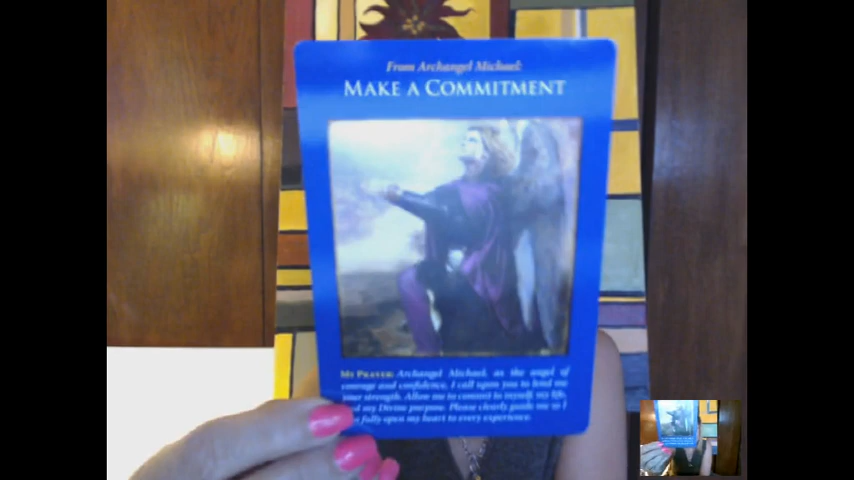 From Archangel Michael:
MAKE A COMMITMENT
MY PRAYER: Archangel Michael, as the angel of
courage and confidence, I call upon you to lend me
your strength. Allow me to commit to myself, my life,
and my Divine purpose. Please clearly guide me so I
fully open my heart to every experience.